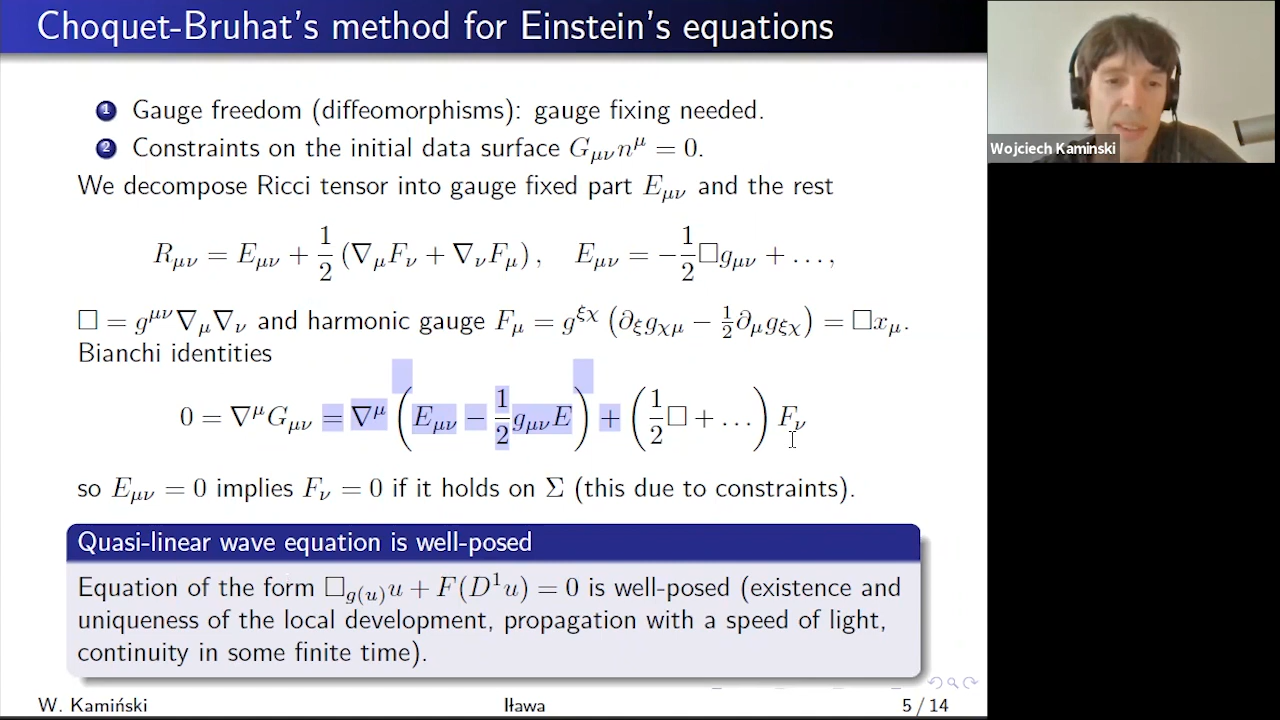 Choquet-Bruhat's method for Einstein's equations
1 Gauge freedom (diffeomorphisms): gauge fixing needed.
2 Constraints on the initial data surface G_{μν}n^μ = 0.
We decompose Ricci tensor into gauge fixed part E_{μν} and the rest
R_{μν} = E_{μν} + 1/2 (∇_μF_ν + ∇_νF_μ), E_{μν} = −1/2 □g_{μν} + ...,
□ = g^{μν}∇_μ∇_ν and harmonic gauge F_μ = g^{ξχ} (∂_ξg_{χμ} − 1/2 ∂_μg_{ξχ}) = □x_μ.
Bianchi identities
0 = ∇^μG_{μν} = ∇^μ (E_{μν} − 1/2 g_{μν}E) + (1/2 □ + ...) F_ν
so E_{μν} = 0 implies F_ν = 0 if it holds on Σ (this due to constraints).
Quasi-linear wave equation is well-posed
Equation of the form □_{g(u)}u + F(D^1u) = 0 is well-posed (existence and
uniqueness of the local development, propagation with a speed of light,
continuity in some finite time).
W. Kamiński Iława 5 / 14
Wojciech Kamiński